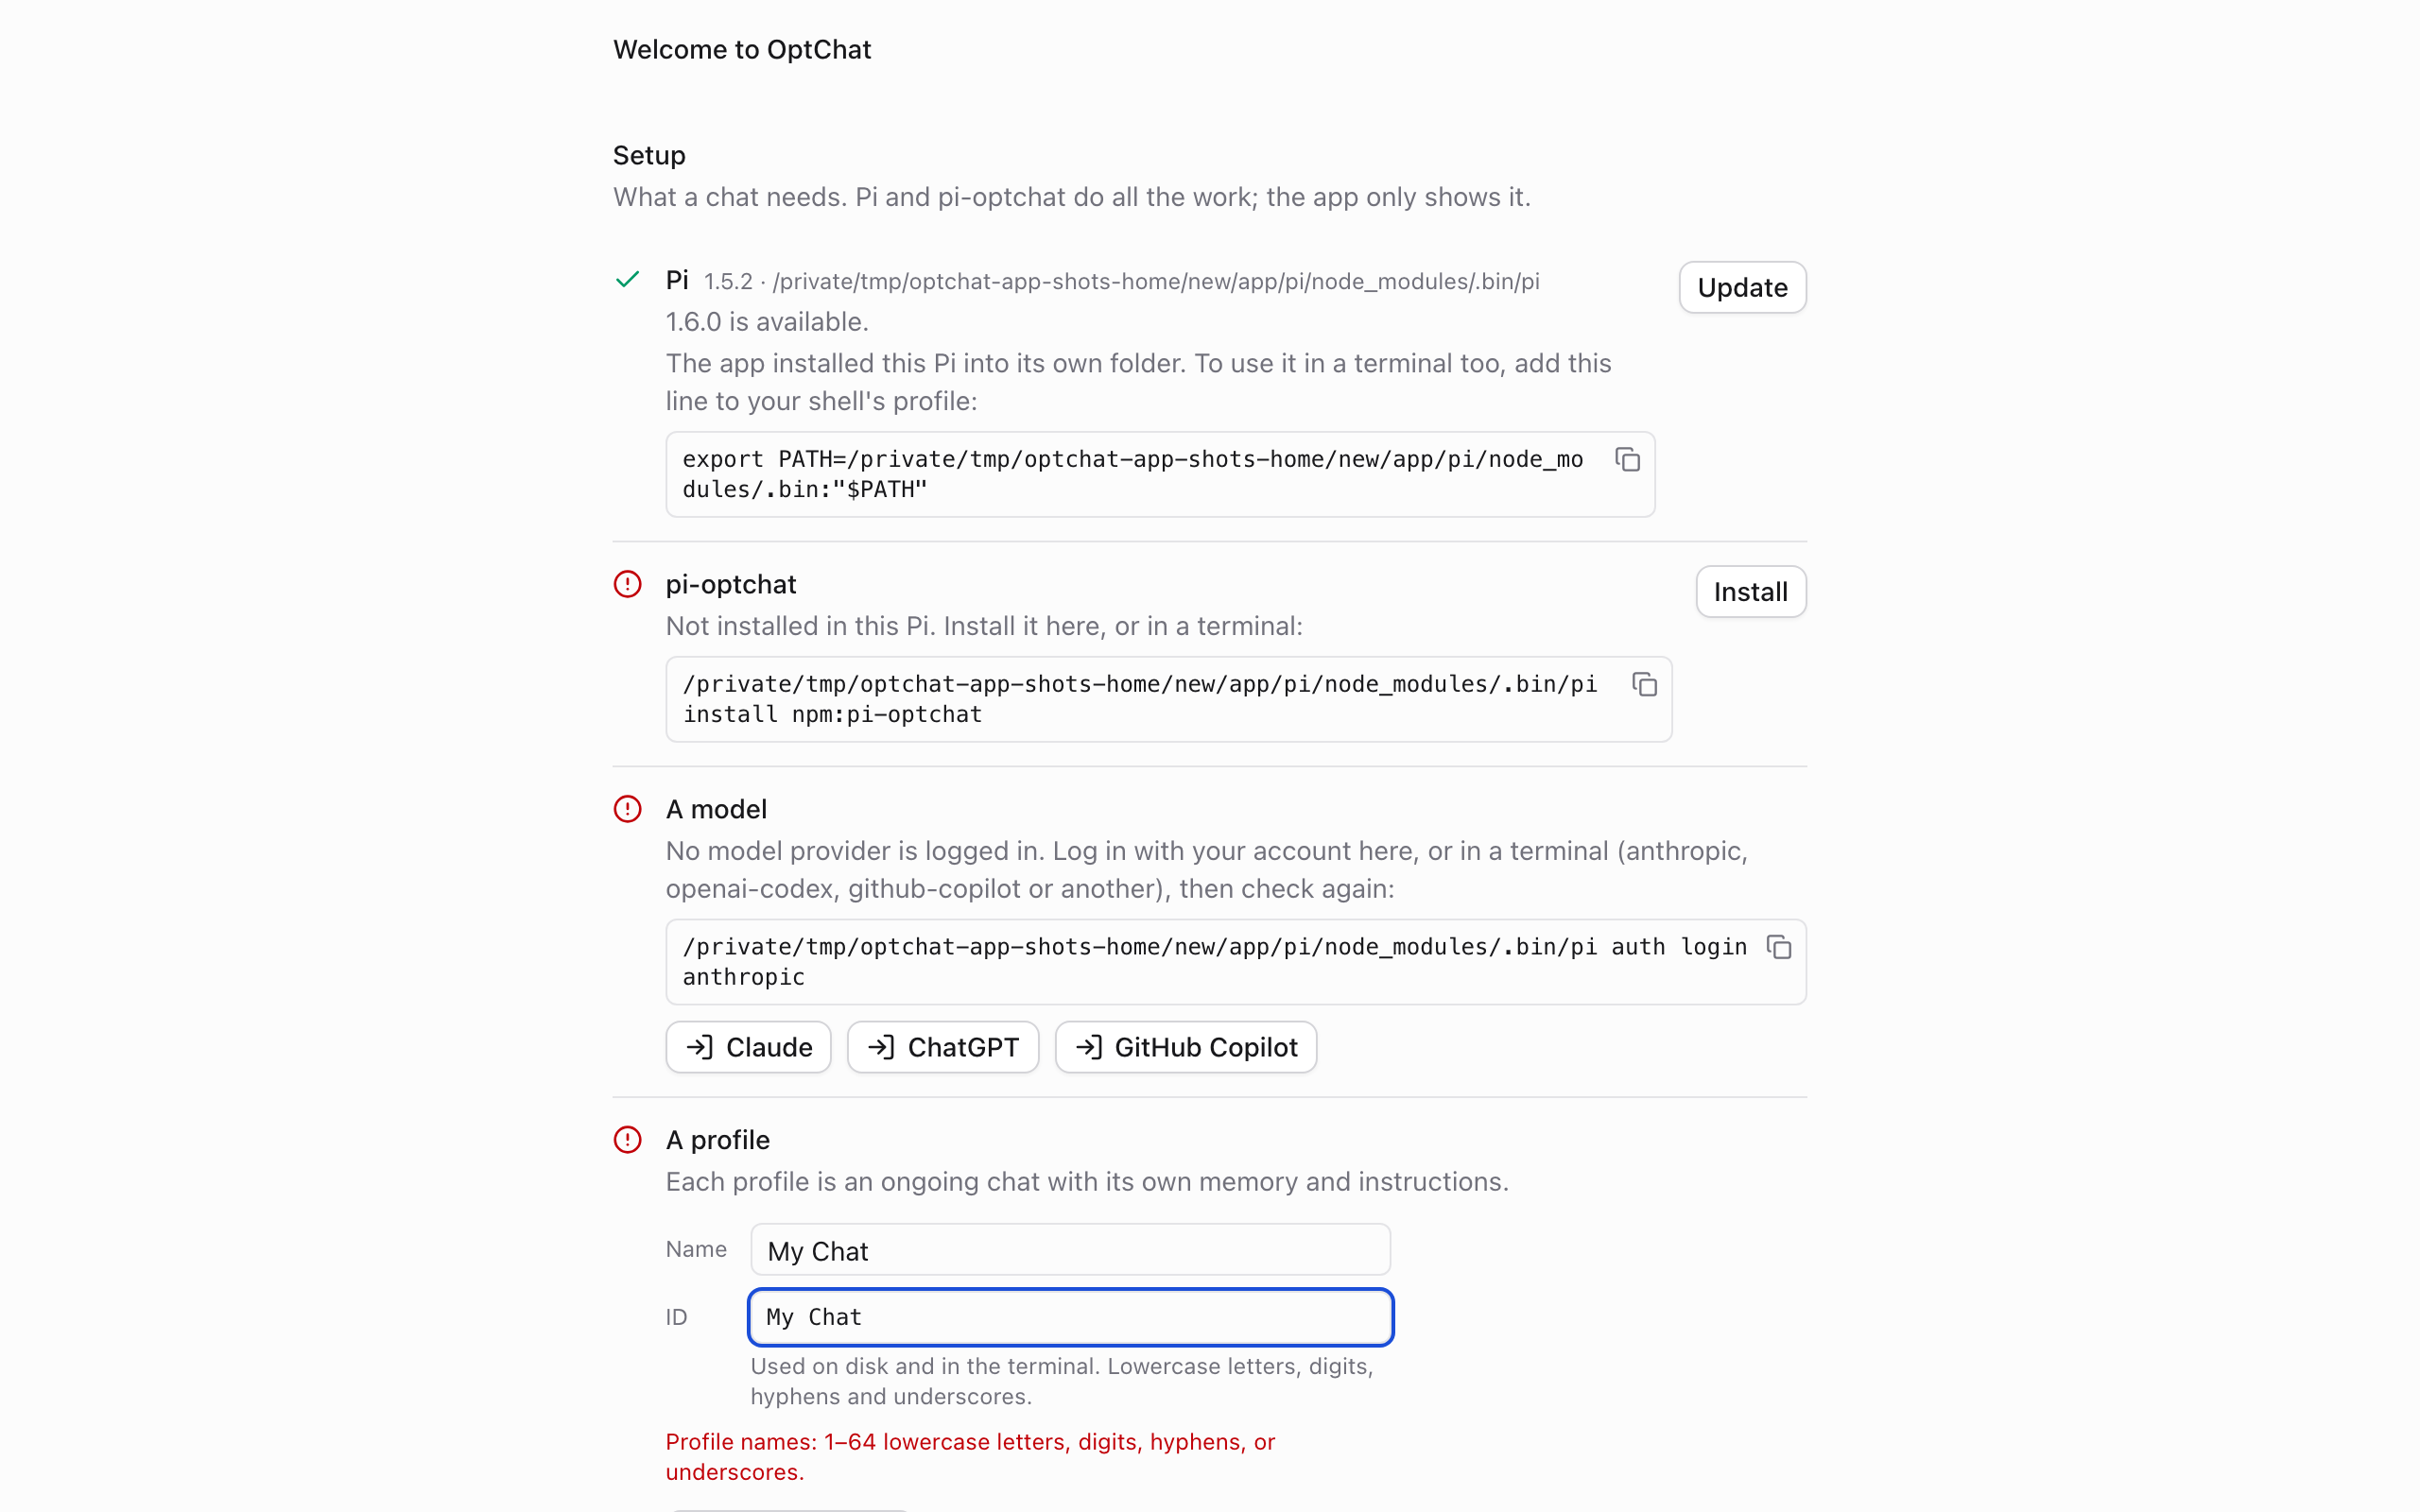 Welcome to OptChat
Setup
What a chat needs. Pi and pi-optchat do all the work; the app only shows it.
Pi 1.5.2 · /private/tmp/optchat-app-shots-home/new/app/pi/node_modules/.bin/pi
Update
1.6.0 is available.
The app installed this Pi into its own folder. To use it in a terminal too, add this
line to your shell's profile:
export PATH=/private/tmp/optchat-app-shots-home/new/app/pi/node_mo
dules/.bin:"$PATH"
pi-optchat
Install
Not installed in this Pi. Install it here, or in a terminal:
/private/tmp/optchat-app-shots-home/new/app/pi/node_modules/.bin/pi
install npm:pi-optchat
A model
No model provider is logged in. Log in with your account here, or in a terminal (anthropic,
openai-codex, github-copilot or another), then check again:
/private/tmp/optchat-app-shots-home/new/app/pi/node_modules/.bin/pi auth login
anthropic
Claude ChatGPT GitHub Copilot
A profile
Each profile is an ongoing chat with its own memory and instructions.
Name My Chat
ID My Chat
Used on disk and in the terminal. Lowercase letters, digits,
hyphens and underscores.
Profile names: 1–64 lowercase letters, digits, hyphens, or
underscores.